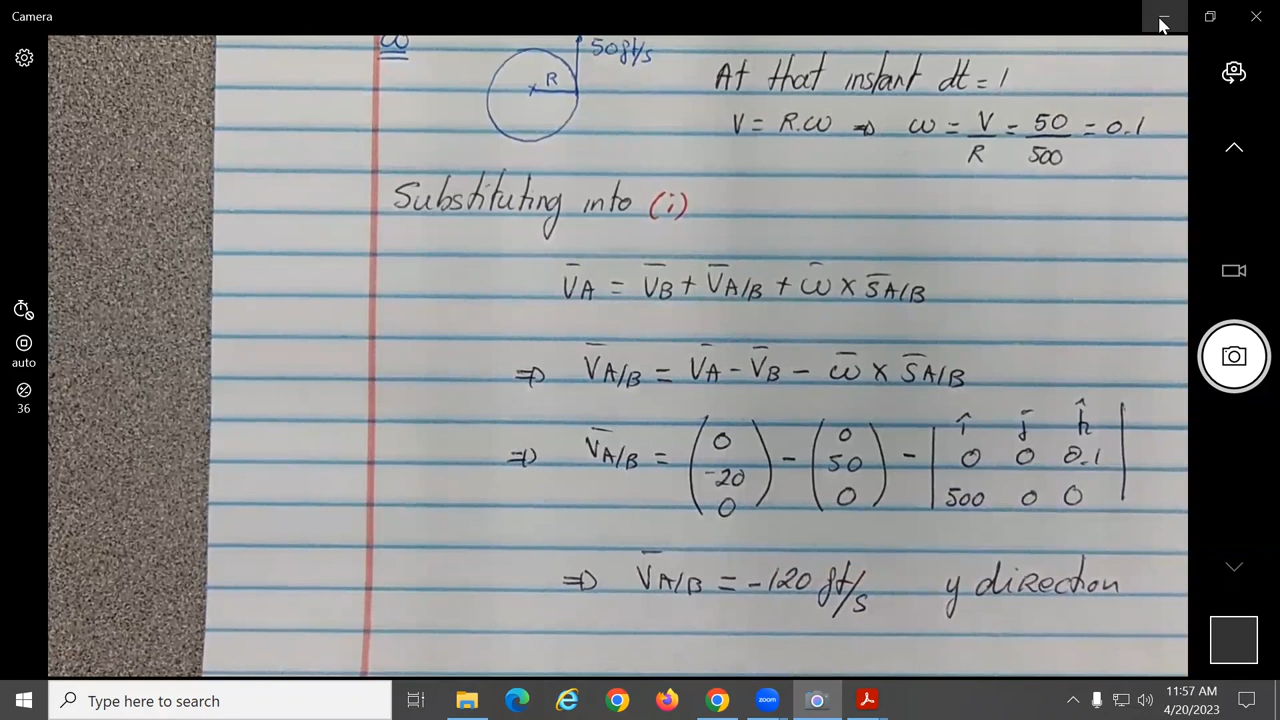 Camera
ω
50ft/s
R
At that instant dt = 1
V = R.ω ⇒ ω = V/R = 50/500 = 0.1
Substituting into (i)
V̄A = V̄B + V̄A/B + ω̄ × S̄A/B
⇒ V̄A/B = V̄A - V̄B - ω̄ × S̄A/B
⇒ V̄A/B = (0 -20 0) - (0 50 0) - | î ĵ k̂ 0 0 0.1 500 0 0 |
⇒ V̄A/B = -120 ft/s y direction
auto
36
Type here to search
zoom
11:57 AM
4/20/2023